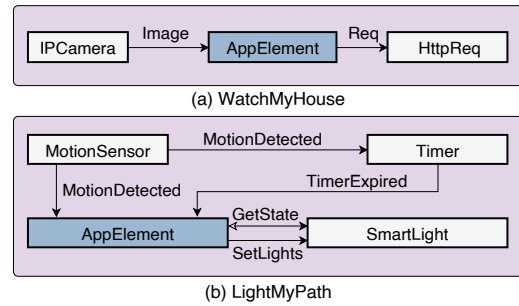 Image
Req
IPCamera
AppElement
HttpReq
(a) WatchMyHouse
MotionSensor
MotionDetected
Timer
MotionDetected
TimerExpired
AppElement
GetState
SmartLight
SetLights
(b) LightMyPath